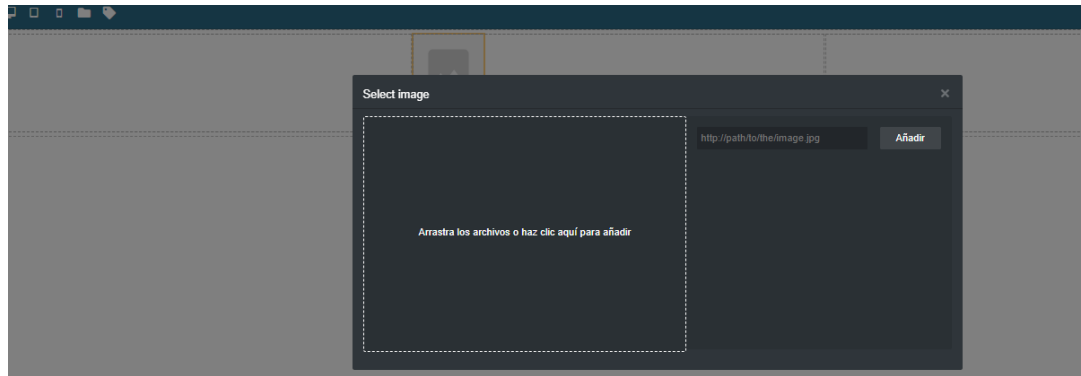 Select image
×
http://path/to/the/image.jpg
Añadir
Arrastra los archivos o haz clic aquí para añadir